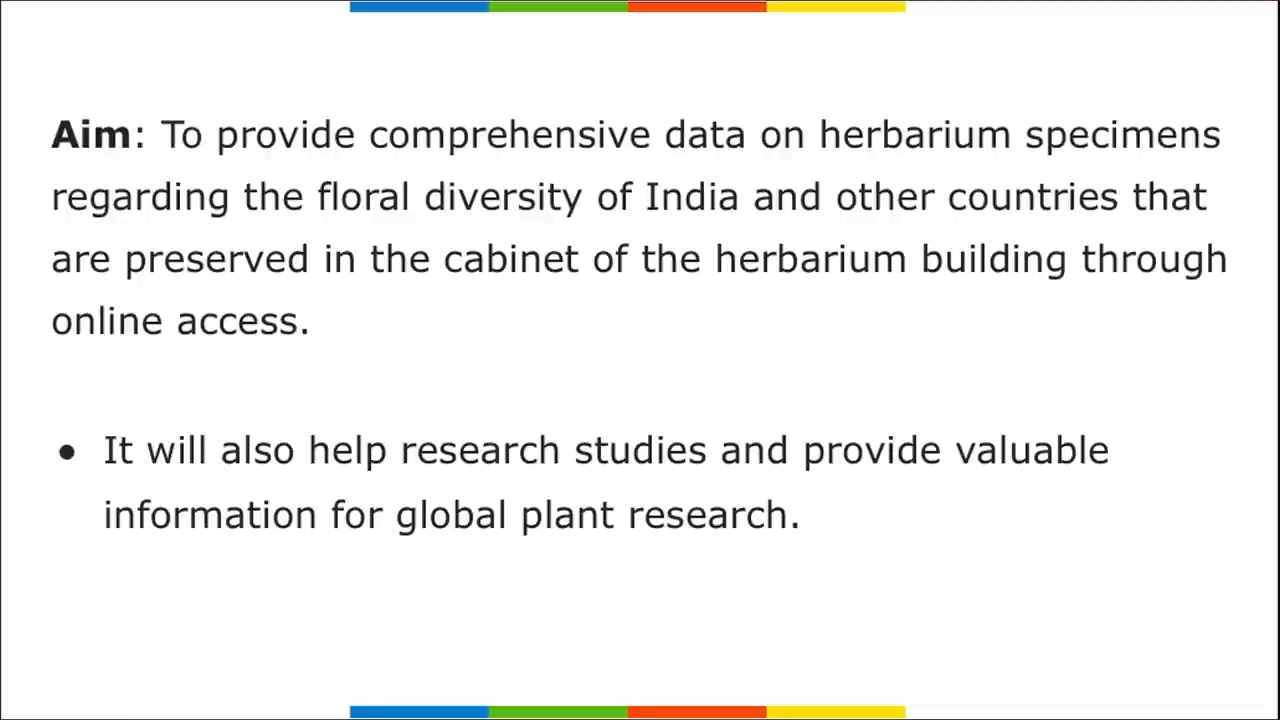 Aim: To provide comprehensive data on herbarium specimens
regarding the floral diversity of India and other countries that
are preserved in the cabinet of the herbarium building through
online access.
● It will also help research studies and provide valuable
information for global plant research.